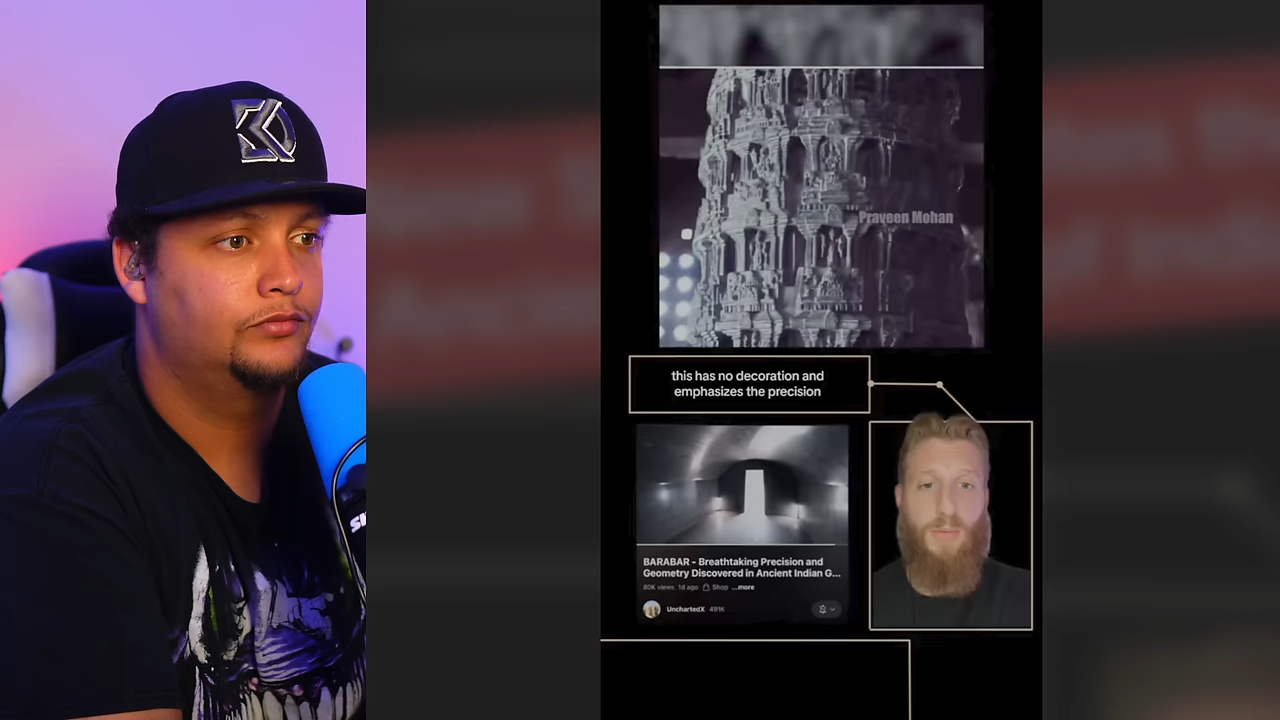 Praveen Mohan
this has no decoration and
emphasizes the precision
BARABAR - Breathtaking Precision and
Geometry Discovered in Ancient Indian G...
80K views 1d ago Shop ...more
UnchartedX 491K